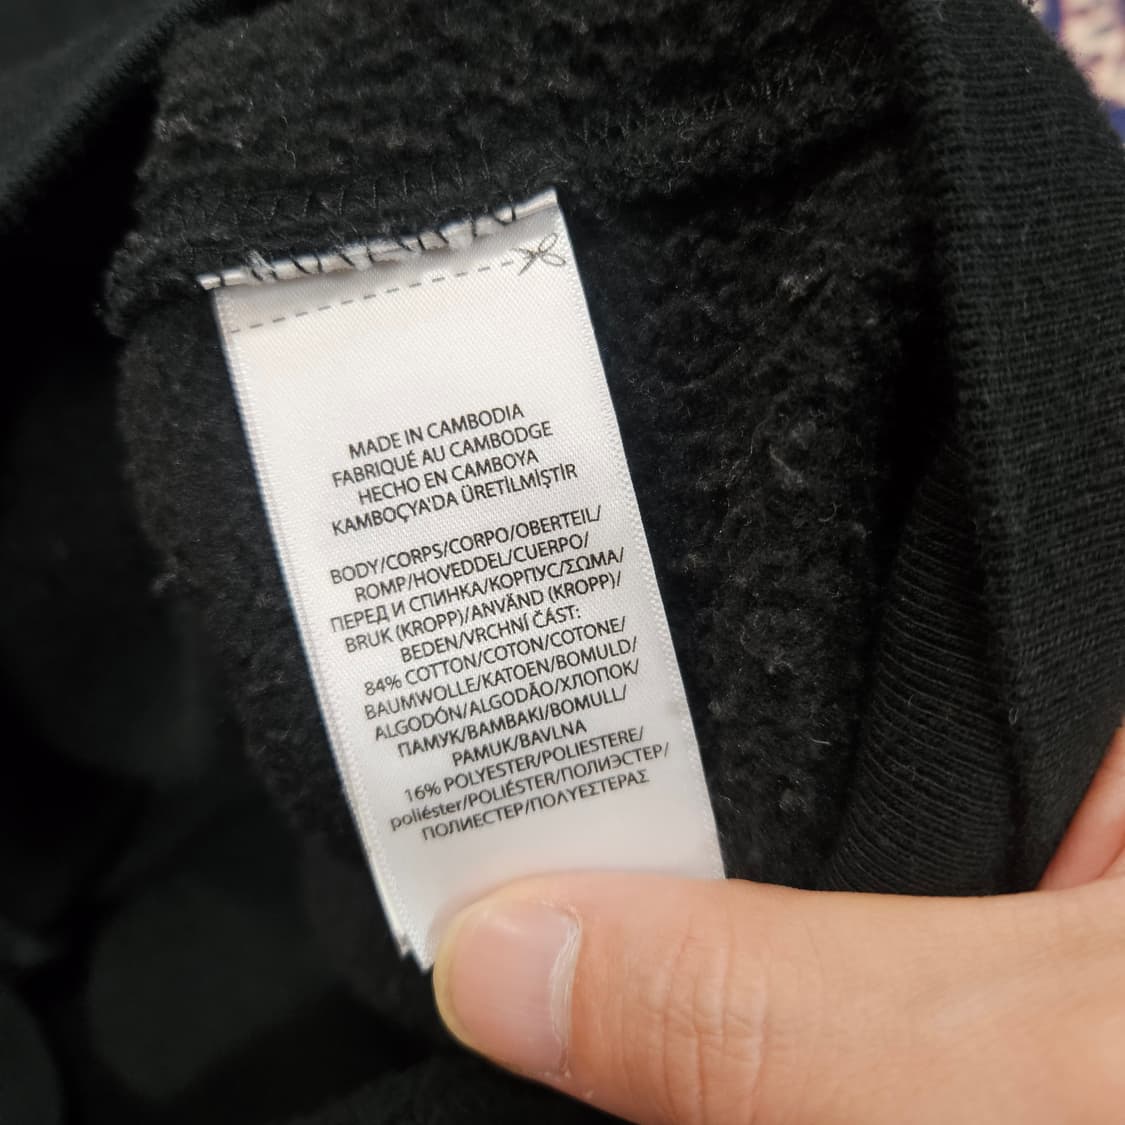 MADE IN CAMBODIA
FABRIQUÉ AU CAMBODGE
HECHO EN CAMBOYA
KAMBOÇYA'DA ÜRETİLMİŞTİR
BODY/CORPS/CORPO/OBERTEIL/
ROMP/HOVEDDEL/CUERPO/
ПЕРЕД И СПИНКА/КОРПУС/ΣΩΜΑ/
BRUK (KROPP)/ANVÄND (KROPP)/
BEDEN/VRCHNÍ ČÁST:
84% COTTON/COTON/COTONE/
BAUMWOLLE/KATOEN/BOMULD/
ALGODÓN/ALGODÃO/ХЛОПОК/
ПАМУК/ΒΑΜΒΑΚΙ/BOMULL/
PAMUK/BAVLNA
16% POLYESTER/POLIESTERE/
poliéster/POLIÉSTER/ПОЛИЭСТЕР/
ПОЛИЕСТЕР/ΠΟΛΥΕΣΤΕΡΑΣ